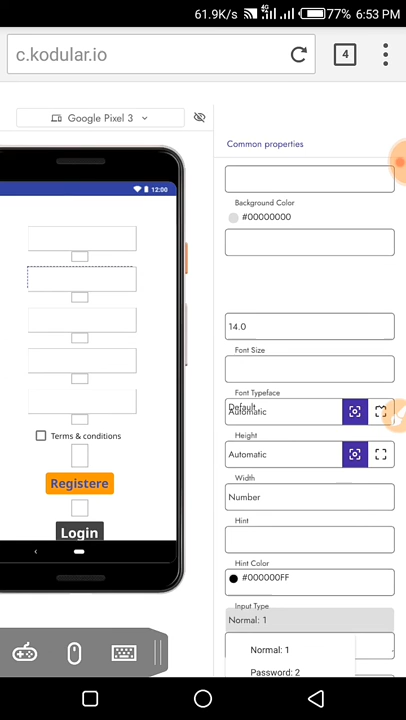 61.9K/s 4G 77% 6:53 PM
c.kodular.io
4
Google Pixel 3
Common properties
12:00
Background Color
#00000000
14.0
Font Size
Font Typeface
Default
Automatic
Height
Automatic
Width
Number
Hint
Hint Color
#000000FF
Input Type
Normal: 1
Normal: 1
Password: 2
Terms & conditions
Registere
Login